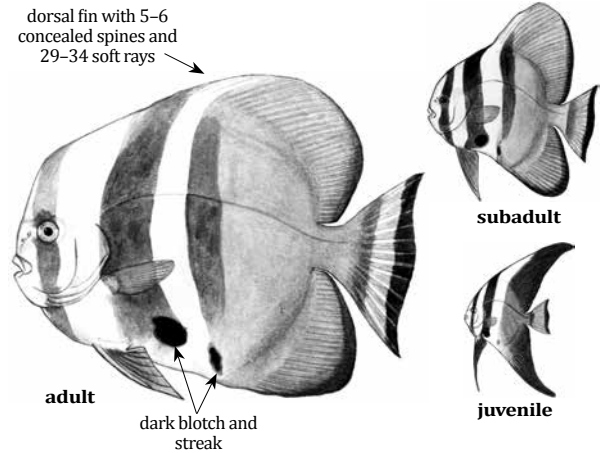 dorsal fin with 5–6
concealed spines and
29–34 soft rays
subadult
adult
juvenile
dark blotch and
streak